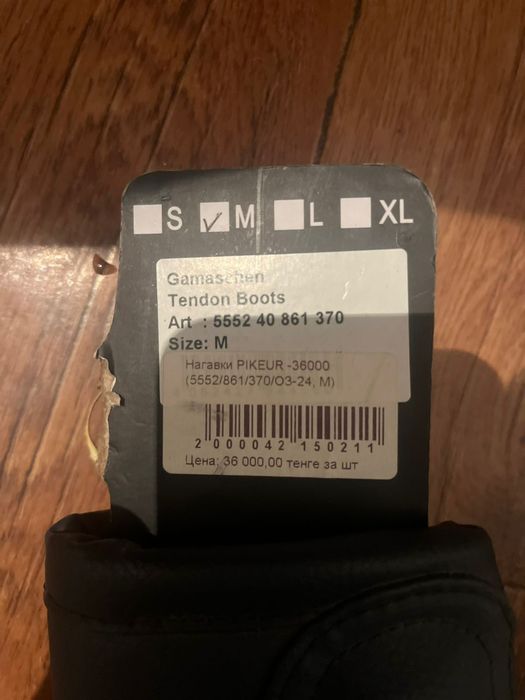 S M L XL
Gamaschen
Tendon Boots
Art : 5552 40 861 370
Size: M
Нагавки PIKEUR -36000
(5552/861/370/ОЗ-24, М)
2 000042 150211
Цена: 36 000,00 тенге за шт